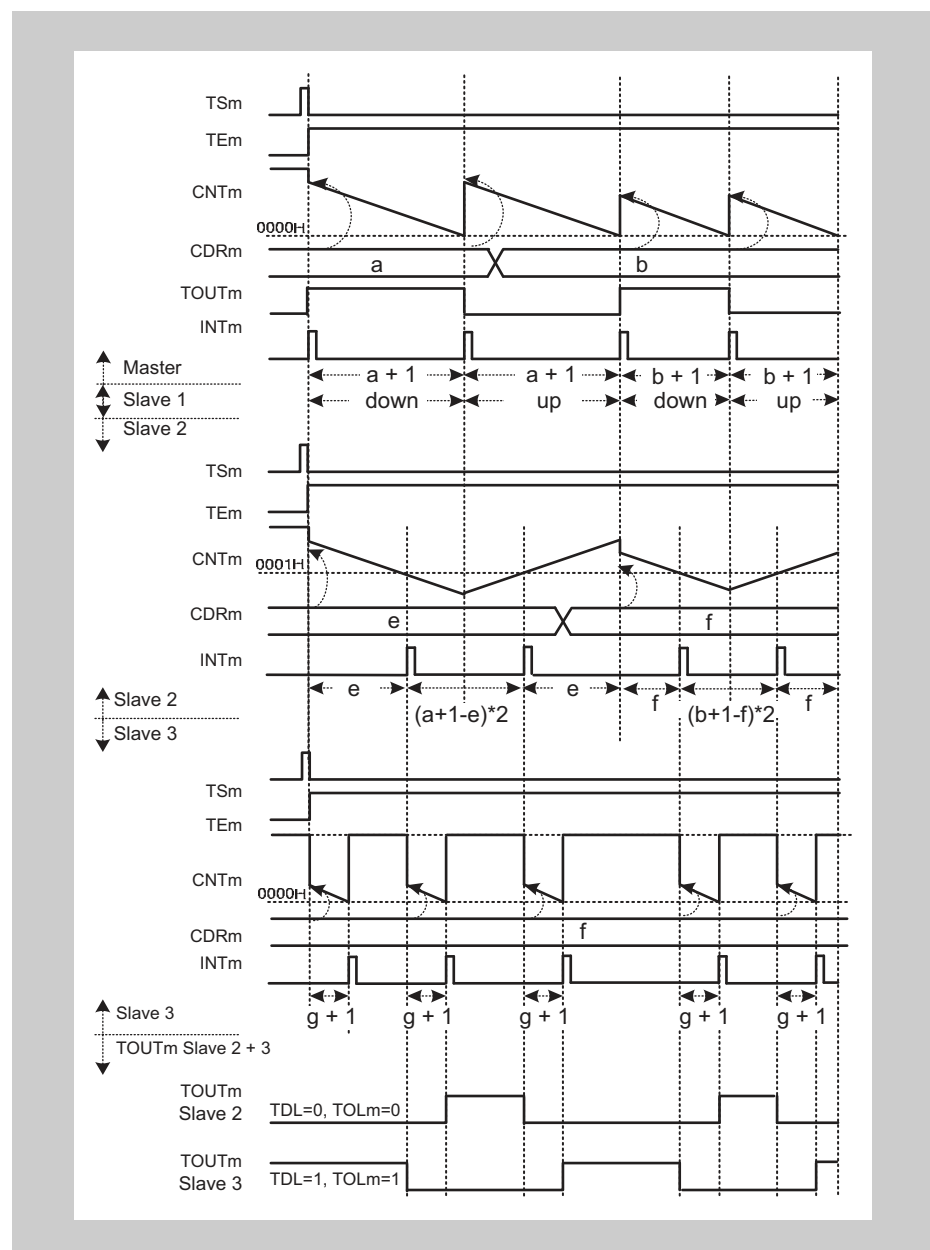 TSm
TEm
CNTm
0000H
CDRm
a
b
TOUTm
INTm
Master
a + 1
a + 1
b + 1
b + 1
Slave 1
down
up
down
up
Slave 2
TSm
TEm
CNTm
0001H
CDRm
e
f
INTm
Slave 2
e
(a+1-e)*2
e
f
(b+1-f)*2
f
Slave 3
TSm
TEm
CNTm
0000H
CDRm
f
INTm
Slave 3
g + 1
g + 1
g + 1
g + 1
g + 1
TOUTm Slave 2 + 3
TOUTm
Slave 2
TDL=0, TOLm=0
TOUTm
Slave 3
TDL=1, TOLm=1